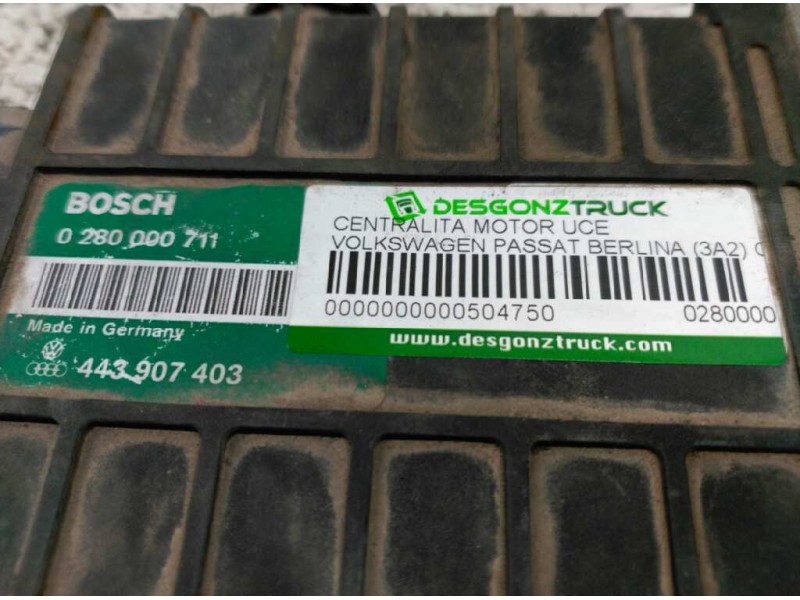 BOSCH
0 280 000 711
Made in Germany
443 907 403
DESGONZTRUCK
CENTRALITA MOTOR UCE
VOLKSWAGEN PASSAT BERLINA (3A2)
0000000000504750 0280000
www.desgonztruck.com